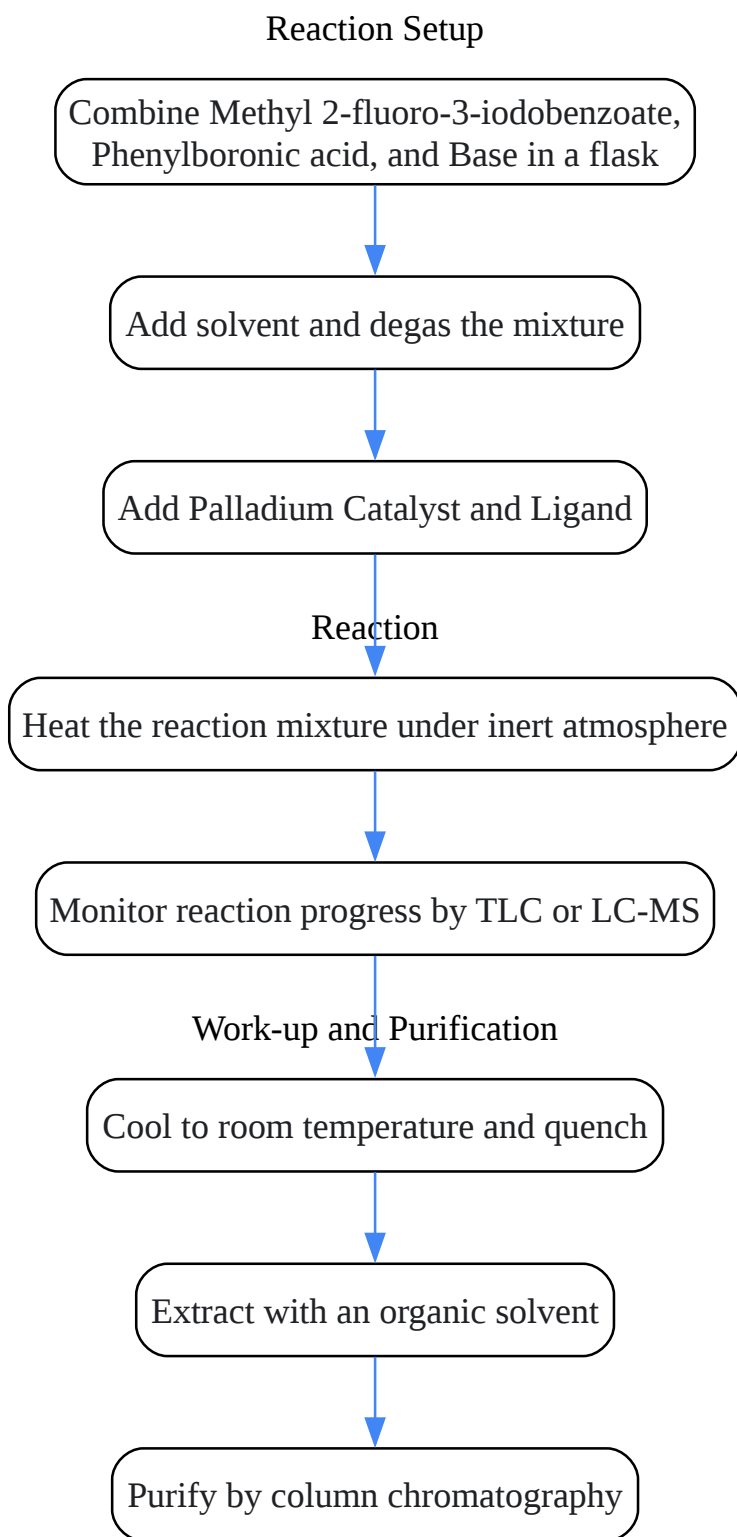 Reaction Setup
Combine Methyl 2-fluoro-3-iodobenzoate,
Phenylboronic acid, and Base in a flask
Add solvent and degas the mixture
Add Palladium Catalyst and Ligand
Reaction
Heat the reaction mixture under inert atmosphere
Monitor reaction progress by TLC or LC-MS
Work-up and Purification
Cool to room temperature and quench
Extract with an organic solvent
Purify by column chromatography